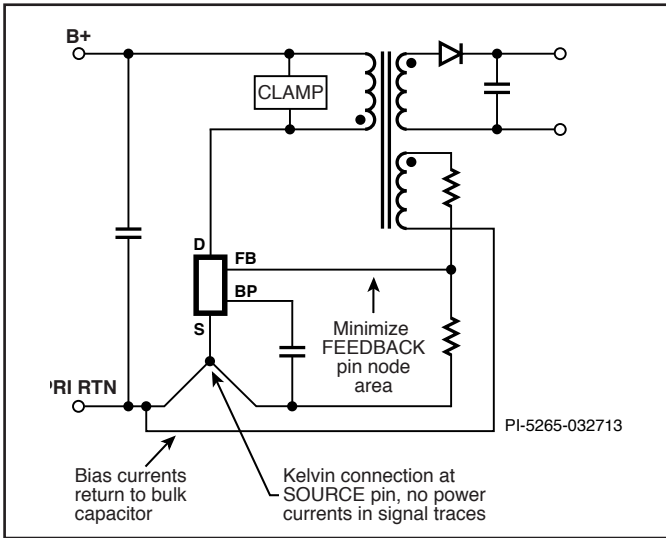 B+
CLAMP
D
FB
BP
S
Minimize
FEEDBACK
pin node
area
PRI RTN
PI-5265-032713
Bias currents
return to bulk
capacitor
Kelvin connection at
SOURCE pin, no power
currents in signal traces